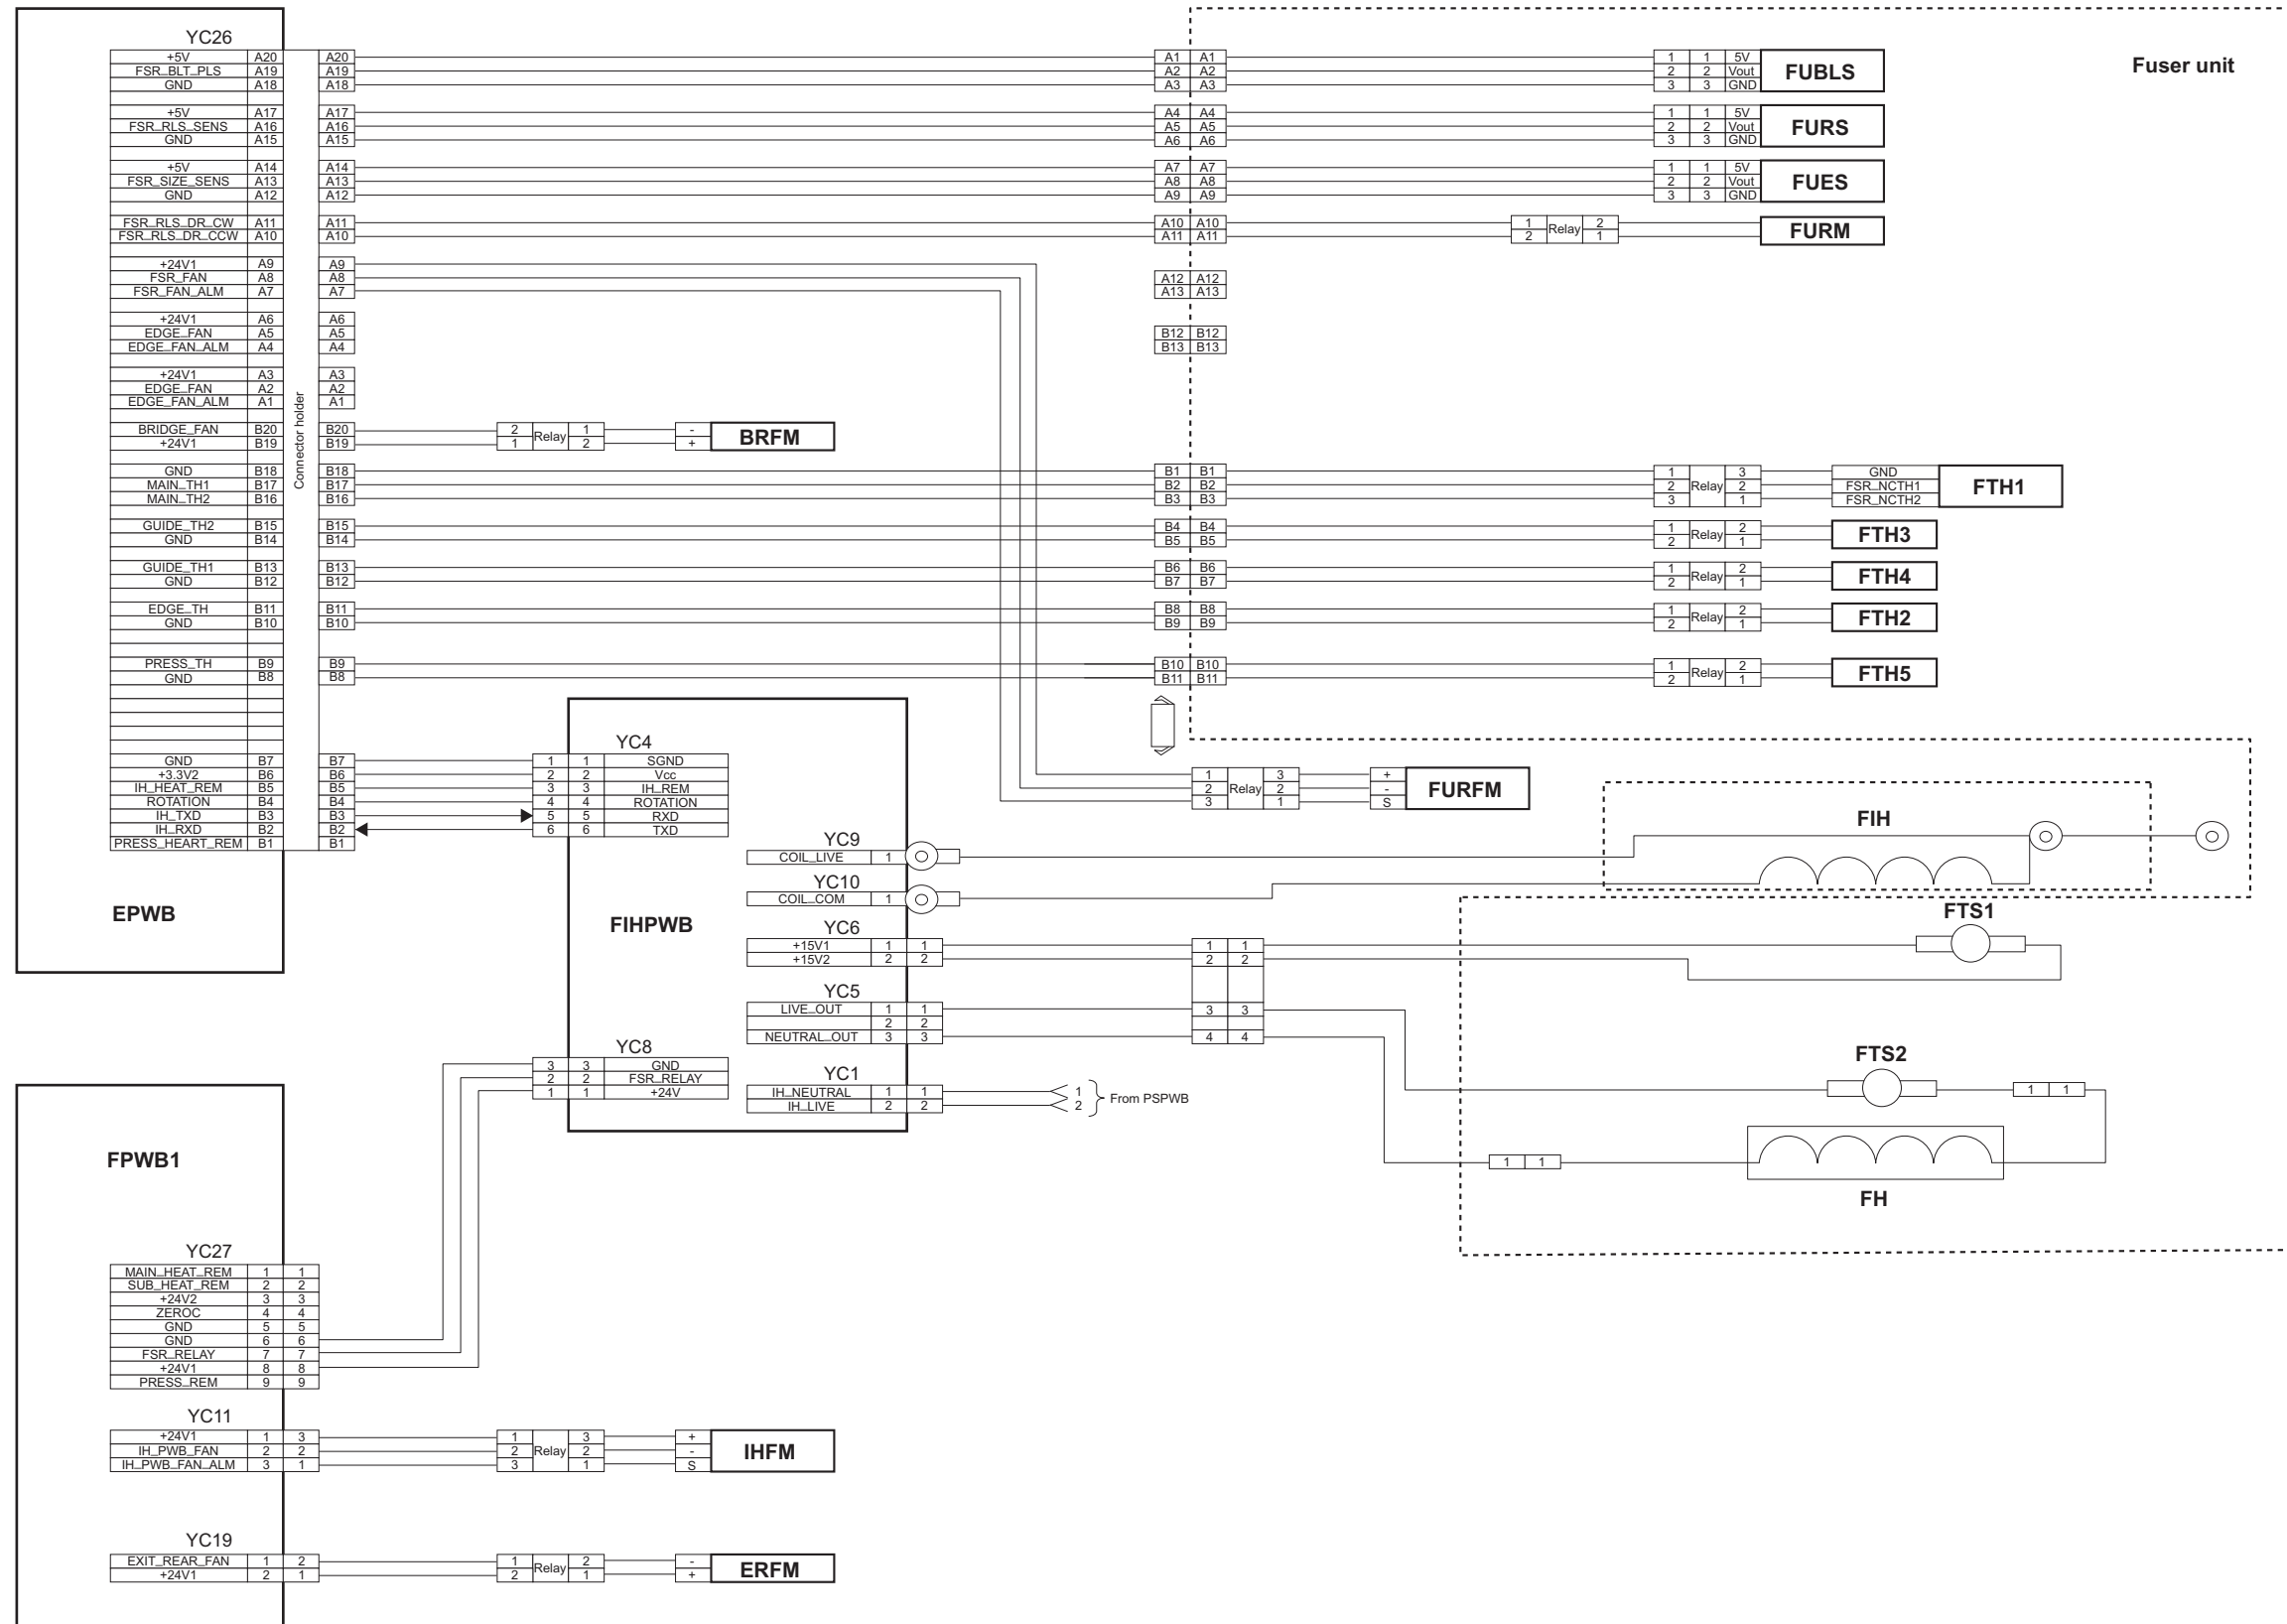 Fuser unit
YC26
+5V A20 A20 A1 A1 1 1 5V
FSR_BLT_PLS A19 A19 A2 A2 2 2 Vout FUBLS
GND A18 A18 A3 A3 3 3 GND
+5V A17 A17 A4 A4 1 1 5V
FSR_RLS_SENS A16 A16 A5 A5 2 2 Vout FURS
GND A15 A15 A6 A6 3 3 GND
+5V A14 A14 A7 A7 1 1 5V
FSR_SIZE_SENS A13 A13 A8 A8 2 2 Vout FUES
GND A12 A12 A9 A9 3 3 GND
FSR_RLS_DR_CW A11 A11 A10 A10 1 Relay 2 FURM
FSR_RLS_DR_CCW A10 A10 A11 A11 2 1
+24V1 A9 A9
FSR_FAN A8 A8 A12 A12
FSR_FAN_ALM A7 A7 A13 A13
+24V1 A6 A6
EDGE_FAN A5 A5 B12 B12
EDGE_FAN_ALM A4 A4 B13 B13
+24V1 A3 A3
EDGE_FAN A2 A2
EDGE_FAN_ALM A1 A1
Connector holder
BRIDGE_FAN B20 B20 2 Relay 1 - BRFM
+24V1 B19 B19 1 2 +
GND B18 B18 B1 B1 1 3 GND
MAIN_TH1 B17 B17 B2 B2 2 Relay 2 FSR_NCTH1 FTH1
MAIN_TH2 B16 B16 B3 B3 3 1 FSR_NCTH2
GUIDE_TH2 B15 B15 B4 B4 1 Relay 2 FTH3
GND B14 B14 B5 B5 2 1
GUIDE_TH1 B13 B13 B6 B6 1 Relay 2 FTH4
GND B12 B12 B7 B7 2 1
EDGE_TH B11 B11 B8 B8 1 Relay 2 FTH2
GND B10 B10 B9 B9 2 1
PRESS_TH B9 B9 B10 B10 1 Relay 2 FTH5
GND B8 B8 B11 B11 2 1
YC4
GND B7 B7 1 1 SGND
+3.3V2 B6 B6 2 2 Vcc
IH_HEAT_REM B5 B5 3 3 IH_REM
ROTATION B4 B4 4 4 ROTATION
IH_TXD B3 B3 5 5 RXD
IH_RXD B2 B2 6 6 TXD
PRESS_HEART_REM B1 B1
1 Relay 3 + FURFM
2 2 -
3 1 S
EPWB
FIHPWB
YC9
COIL_LIVE 1
YC10
COIL_COM 1
FIH
YC6
+15V1 1 1 1 1
+15V2 2 2 2 2
FTS1
YC5
LIVE_OUT 1 1 3 3
2 2
NEUTRAL_OUT 3 3 4 4
YC8
3 3 GND
2 2 FSR_RELAY
1 1 +24V
YC1
IH_NEUTRAL 1 1 1
IH_LIVE 2 2 2
From PSPWB
FTS2
1 1
1 1
FH
FPWB1
YC27
MAIN_HEAT_REM 1 1
SUB_HEAT_REM 2 2
+24V2 3 3
ZEROC 4 4
GND 5 5
GND 6 6
FSR_RELAY 7 7
+24V1 8 8
PRESS_REM 9 9
YC11
+24V1 1 3 1 3 +
IH_PWB_FAN 2 2 2 Relay 2 - IHFM
IH_PWB_FAN_ALM 3 1 3 1 S
YC19
EXIT_REAR_FAN 1 2 1 Relay 2 - ERFM
+24V1 2 1 2 1 +